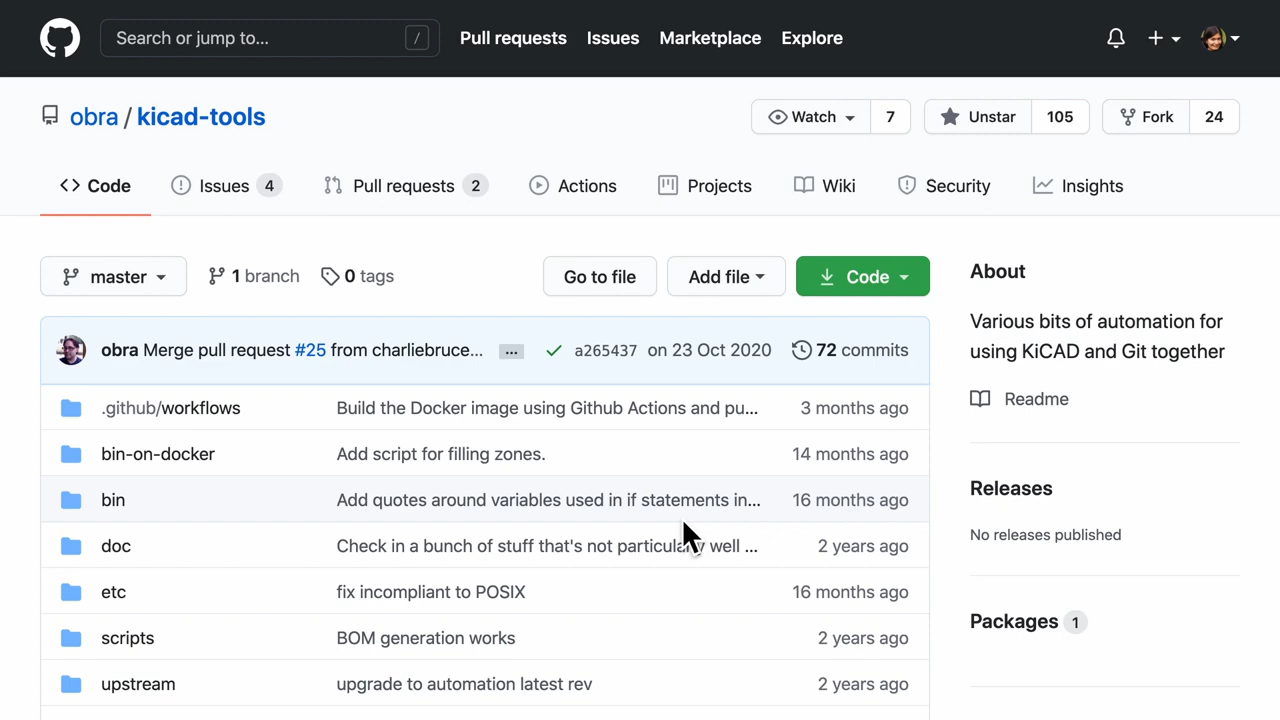 Search or jump to... /
Pull requests Issues Marketplace Explore
obra / kicad-tools
Watch 7 Unstar 105 Fork 24
Code Issues 4 Pull requests 2 Actions Projects Wiki Security Insights
master 1 branch 0 tags Go to file Add file Code
obra Merge pull request #25 from charliebruce... ... a265437 on 23 Oct 2020 72 commits
.github/workflows Build the Docker image using Github Actions and pu... 3 months ago
bin-on-docker Add script for filling zones. 14 months ago
bin Add quotes around variables used in if statements in... 16 months ago
doc Check in a bunch of stuff that's not particularly well ... 2 years ago
etc fix incompliant to POSIX 16 months ago
scripts BOM generation works 2 years ago
upstream upgrade to automation latest rev 2 years ago
About
Various bits of automation for
using KiCAD and Git together
Readme
Releases
No releases published
Packages 1